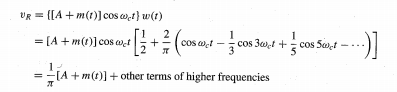 v_R = {[A + m(t)] cos ω_c t} w(t)
= [A + m(t)] cos ω_c t [1/2 + 2/π (cos ω_c t − 1/3 cos 3ω_c t + 1/5 cos 5ω_c t − ···)]
= 1/π [A + m(t)] + other terms of higher frequencies